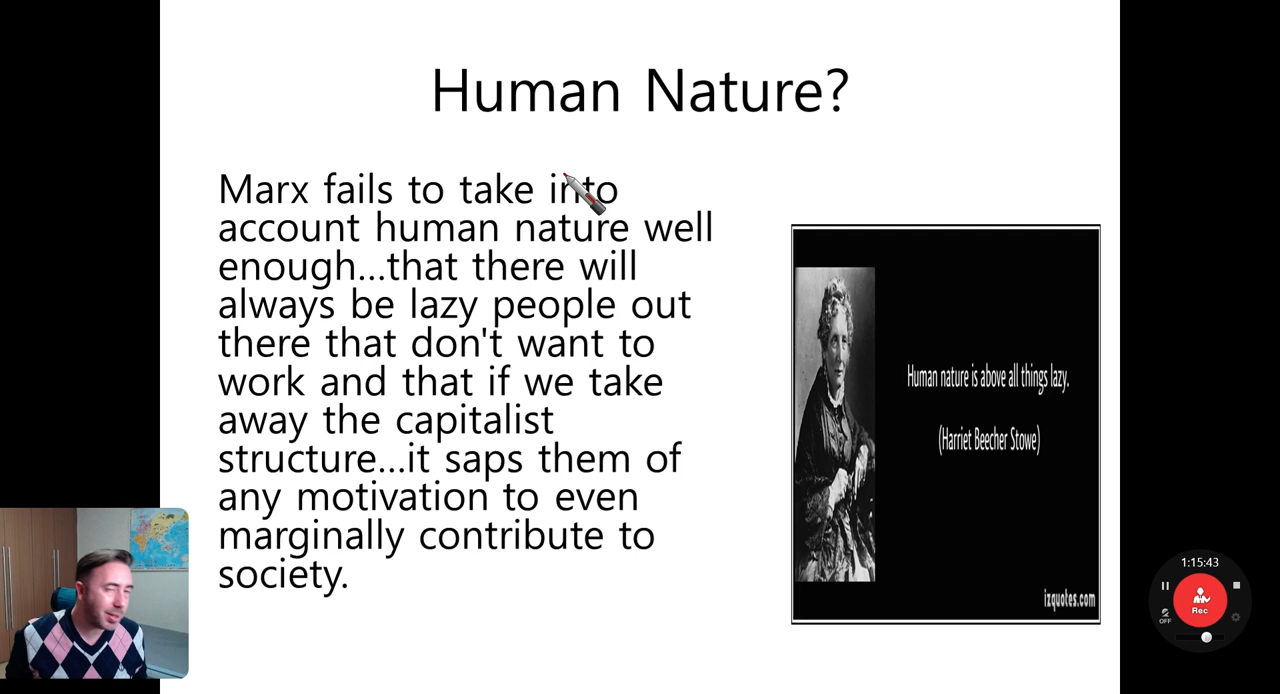 Human Nature?
Marx fails to take into
account human nature well
enough...that there will
always be lazy people out
there that don't want to
work and that if we take
away the capitalist
structure...it saps them of
any motivation to even
marginally contribute to
society.
Human nature is above all things lazy.
(Harriet Beecher Stowe)
izquotes.com
1:15:43
Rec
OFF